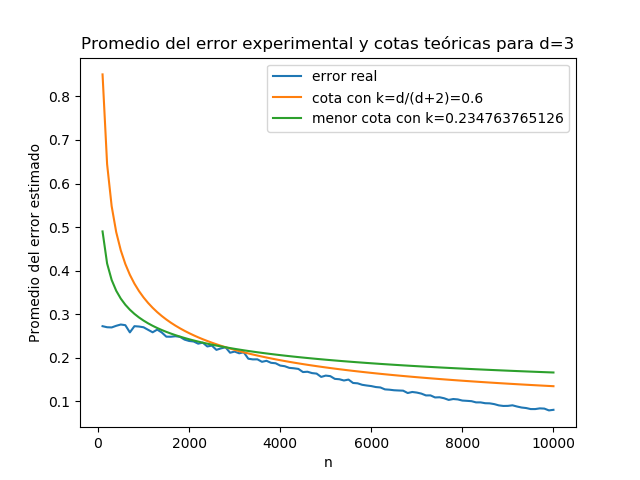 Promedio del error experimental y cotas teóricas para d=3
error real
cota con k=d/(d+2)=0.6
menor cota con k=0.234763765126
Promedio del error estimado
0.8
0.7
0.6
0.5
0.4
0.3
0.2
0.1
0
2000
4000
6000
8000
10000
n